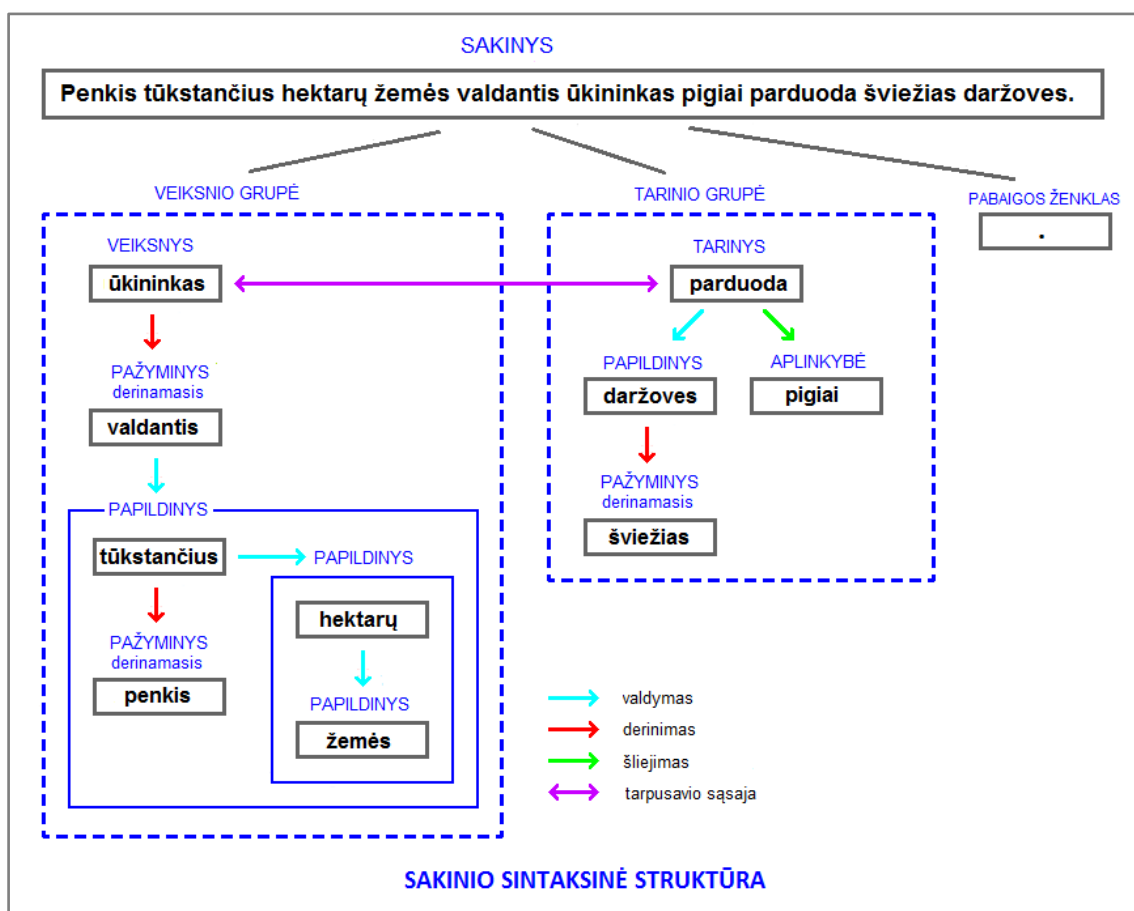 SAKINYS
Penkis tūkstančius hektarų žemės valdantis ūkininkas pigiai parduoda šviežias daržoves.
VEIKSNIO GRUPĖ
TARINIO GRUPĖ
PABAIGOS ŽENKLAS
.
VEIKSNYS
ūkininkas
TARINYS
parduoda
PAŽYMINYS
derinamasis
valdantis
PAPILDINYS
daržoves
APLINKYBĖ
pigiai
PAŽYMINYS
derinamasis
šviežias
PAPILDINYS
tūkstančius
PAPILDINYS
hektarų
PAŽYMINYS
derinamasis
penkis
PAPILDINYS
žemės
valdymas
derinimas
šliejimas
tarpusavio sąsaja
SAKINIO SINTAKSINĖ STRUKTŪRA